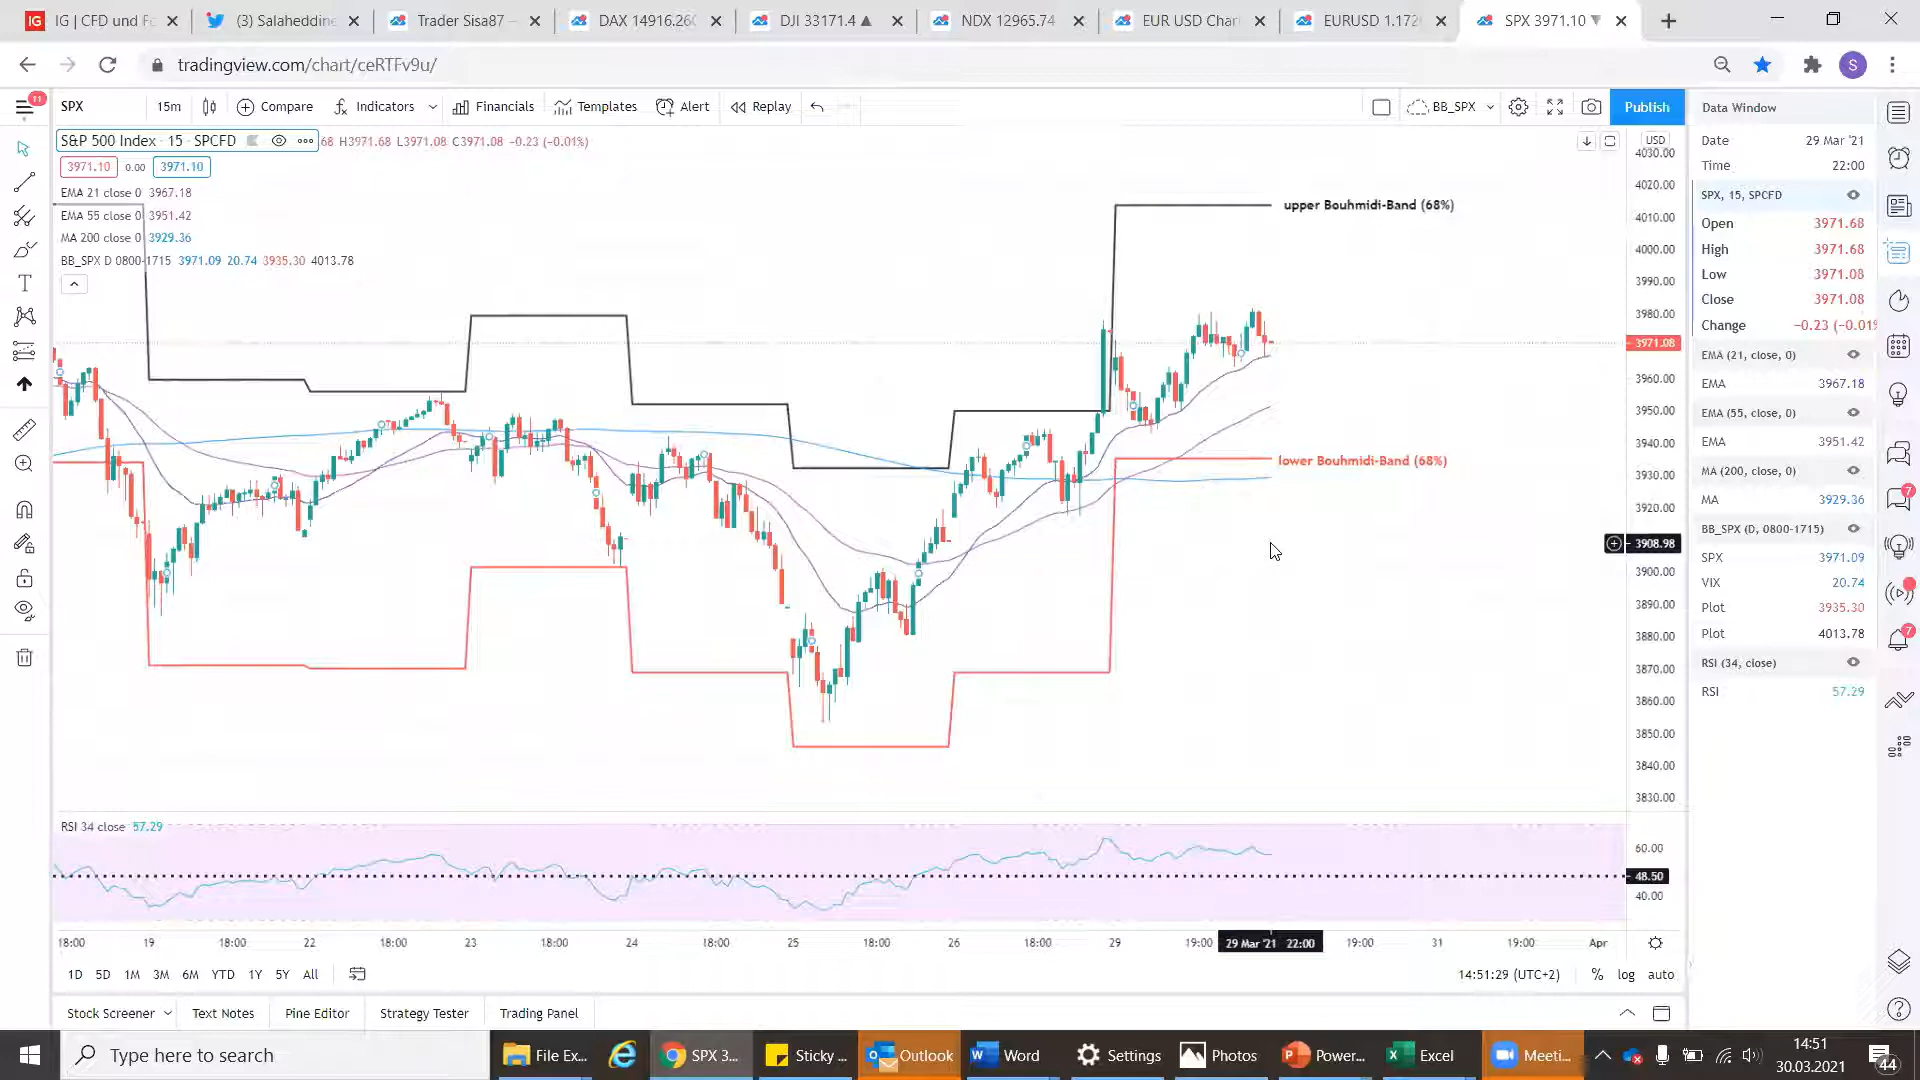 IG | CFD und Fo
(3) Salaheddine
Trader Sisa87 —
DAX 14916.260
DJI 33171.4 ▲
NDX 12965.74
EUR USD Char
EURUSD 1.172
SPX 3971.10 ▼
tradingview.com/chart/ceRTFv9u/
S
11
SPX
15m
Compare
Indicators
Financials
Templates
Alert
Replay
BB_SPX
Publish
S&P 500 Index · 15 · SPCFD
68 H3971.68 L3971.08 C3971.08 −0.23 (−0.01%)
3971.10
0.00
3971.10
EMA 21 close 0 3967.18
EMA 55 close 0 3951.42
MA 200 close 0 3929.36
BB_SPX D 0800-1715 3971.09 20.74 3935.30 4013.78
upper Bouhmidi-Band (68%)
lower Bouhmidi-Band (68%)
USD
4030.00
4020.00
4010.00
4000.00
3990.00
3980.00
3971.08
3960.00
3950.00
3940.00
3930.00
3920.00
3908.98
3900.00
3890.00
3880.00
3870.00
3860.00
3850.00
3840.00
3830.00
RSI 34 close 57.29
60.00
48.50
40.00
18:00 19 18:00 22 18:00 23 18:00 24 18:00 25 18:00 26 18:00 29 19:00 29 Mar '21 22:00 19:00 31 19:00 Apr
1D 5D 1M 3M 6M YTD 1Y 5Y All
14:51:29 (UTC+2)
% log auto
Stock Screener
Text Notes
Pine Editor
Strategy Tester
Trading Panel
Data Window
Date 29 Mar '21
Time 22:00
SPX, 15, SPCFD
Open 3971.68
High 3971.68
Low 3971.08
Close 3971.08
Change −0.23 (−0.01%
EMA (21, close, 0)
EMA 3967.18
EMA (55, close, 0)
EMA 3951.42
MA (200, close, 0)
MA 3929.36
BB_SPX (D, 0800-1715)
SPX 3971.09
VIX 20.74
Plot 3935.30
Plot 4013.78
RSI (34, close)
RSI 57.29
7
7
Type here to search
File Ex...
SPX 3...
Sticky ...
Outlook
Word
Settings
Photos
Power...
Excel
Meeti...
14:51
30.03.2021
44